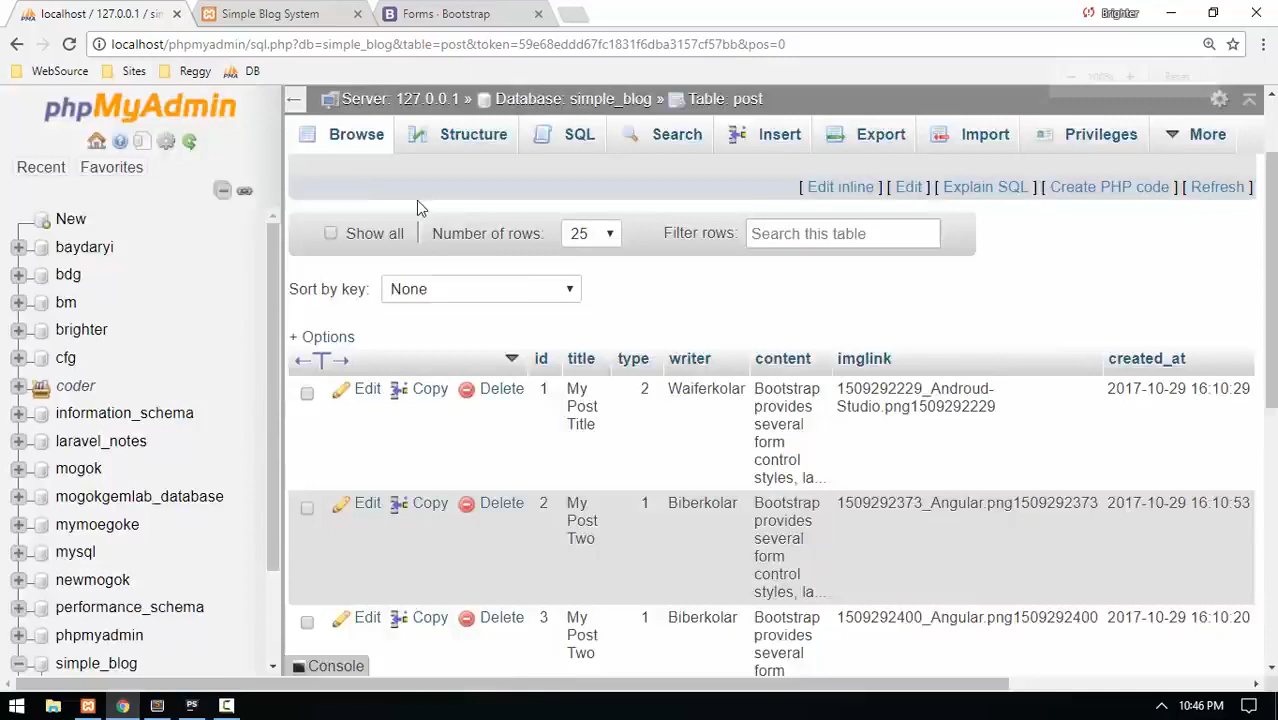 localhost / 127.0.0.1 / si
Simple Blog System
Forms · Bootstrap
Brighter
localhost/phpmyadmin/sql.php?db=simple_blog&table=post&token=59e68eddd67fc1831f6dba3157cf57bb&pos=0
WebSource
Sites
Reggy
DB
100%
Reset
phpMyAdmin
Recent
Favorites
New
baydaryi
bdg
bm
brighter
cfg
coder
information_schema
laravel_notes
mogok
mogokgemlab_database
mymoegoke
mysql
newmogok
performance_schema
phpmyadmin
simple_blog
Server: 127.0.0.1 » Database: simple_blog » Table: post
Browse
Structure
SQL
Search
Insert
Export
Import
Privileges
More
[ Edit inline ] [ Edit ] [ Explain SQL ] [ Create PHP code ] [ Refresh ]
Show all
Number of rows:
25
Filter rows:
Search this table
Sort by key:
None
+ Options
id title type writer content imglink created_at
Edit Copy Delete 1 My 2 Waiferkolar Bootstrap 1509292229_Androud- 2017-10-29 16:10:29
Post provides Studio.png1509292229
Title several
form
control
styles, la...
Edit Copy Delete 2 My 1 Biberkolar Bootstrap 1509292373_Angular.png1509292373 2017-10-29 16:10:53
Post provides
Two several
form
control
styles, la...
Edit Copy Delete 3 My 1 Biberkolar Bootstrap 1509292400_Angular.png1509292400 2017-10-29 16:10:20
Post provides
Two several
form
Console
10:46 PM